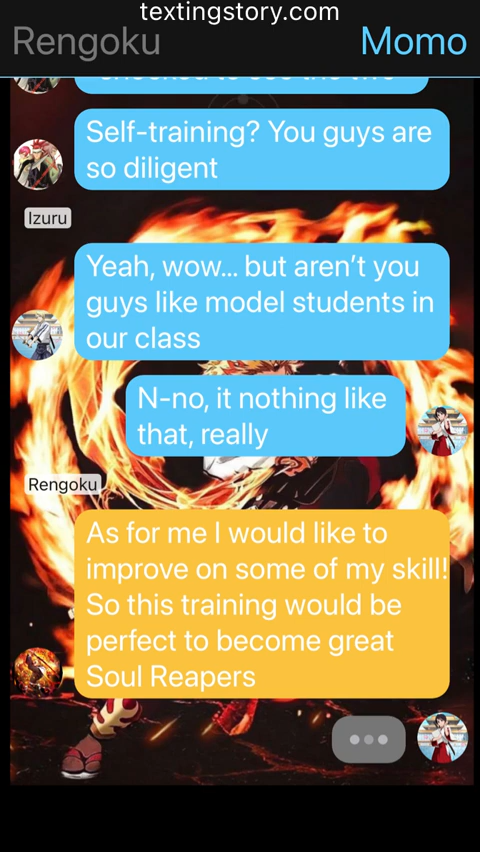 textingstory.com
Rengoku
Momo
Self-training? You guys are
so diligent
Izuru
Yeah, wow... but aren't you
guys like model students in
our class
N-no, it nothing like
that, really
Rengoku
As for me I would like to
improve on some of my skill!
So this training would be
perfect to become great
Soul Reapers